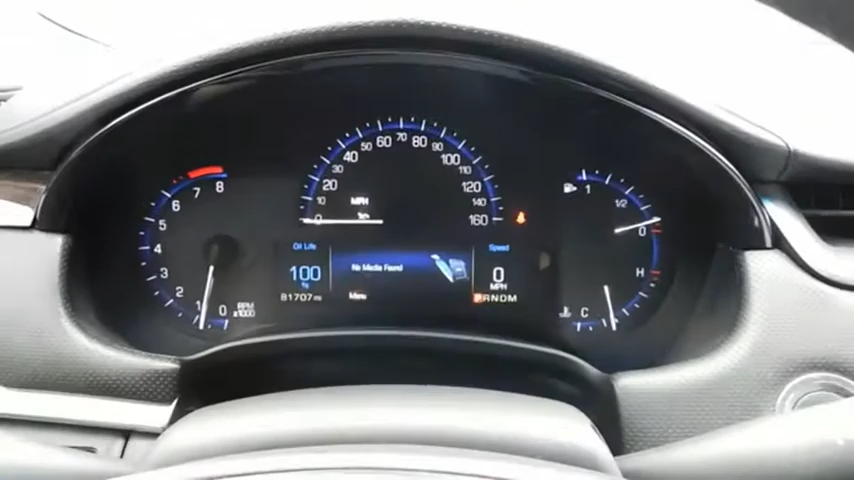 8
7
6
5
4
3
2
1
0
RPM
x1000
10
20
30
40
50
60
70
80
90
100
110
120
140
160
0
MPH
Oil Life
100
%
81707 mi
No Media Found
Menu
Speed
0
MPH
PRNDM
1
1/2
0
H
C